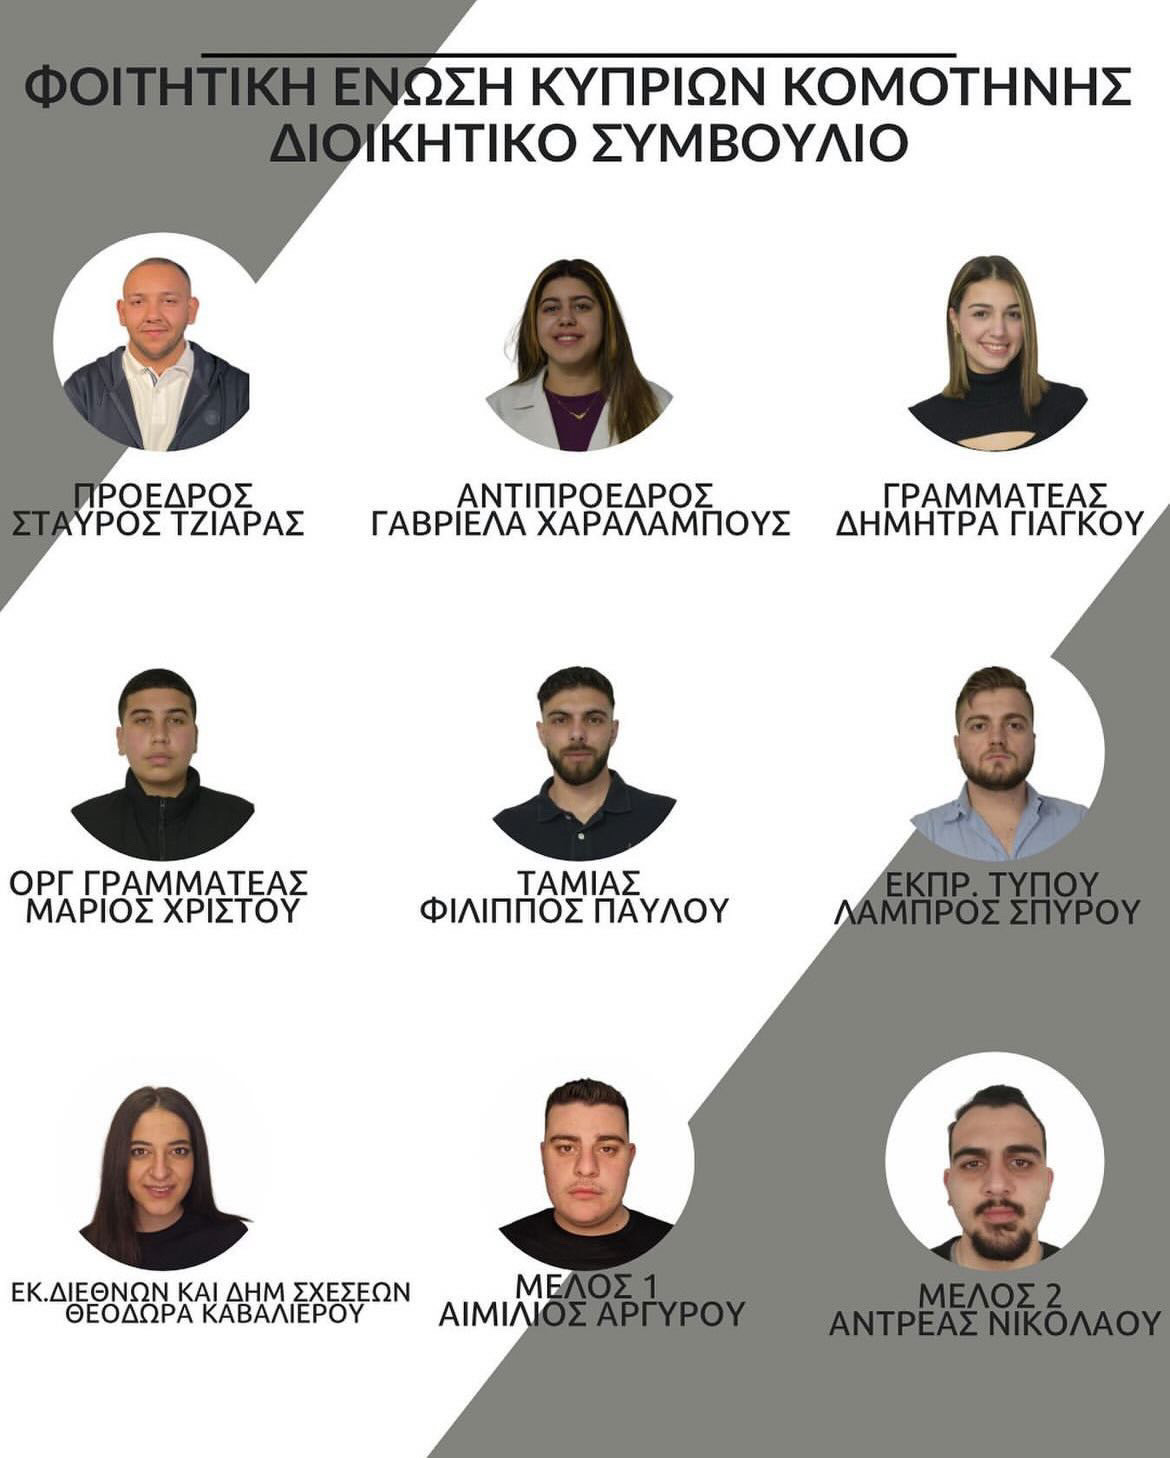 ΦΟΙΤΗΤΙΚΗ ΕΝΩΣΗ ΚΥΠΡΙΩΝ ΚΟΜΟΤΗΝΗΣ
ΔΙΟΙΚΗΤΙΚΟ ΣΥΜΒΟΥΛΙΟ
ΠΡΟΕΔΡΟΣ
ΣΤΑΥΡΟΣ ΤΖΙΑΡΑΣ
ΑΝΤΙΠΡΟΕΔΡΟΣ
ΓΑΒΡΙΕΛΑ ΧΑΡΑΛΑΜΠΟΥΣ
ΓΡΑΜΜΑΤΕΑΣ
ΔΗΜΗΤΡΑ ΓΙΑΓΚΟΥ
ΟΡΓ ΓΡΑΜΜΑΤΕΑΣ
ΜΑΡΙΟΣ ΧΡΙΣΤΟΥ
ΤΑΜΙΑΣ
ΦΙΛΙΠΠΟΣ ΠΑΥΛΟΥ
ΕΚΠΡ. ΤΥΠΟΥ
ΛΑΜΠΡΟΣ ΣΠΥΡΟΥ
ΕΚ.ΔΙΕΘΝΩΝ ΚΑΙ ΔΗΜ ΣΧΕΣΕΩΝ
ΘΕΟΔΩΡΑ ΚΑΒΑΛΙΕΡΟΥ
ΜΕΛΟΣ 1
ΑΙΜΙΛΙΟΣ ΑΡΓΥΡΟΥ
ΜΕΛΟΣ 2
ΑΝΤΡΕΑΣ ΝΙΚΟΛΑΟΥ